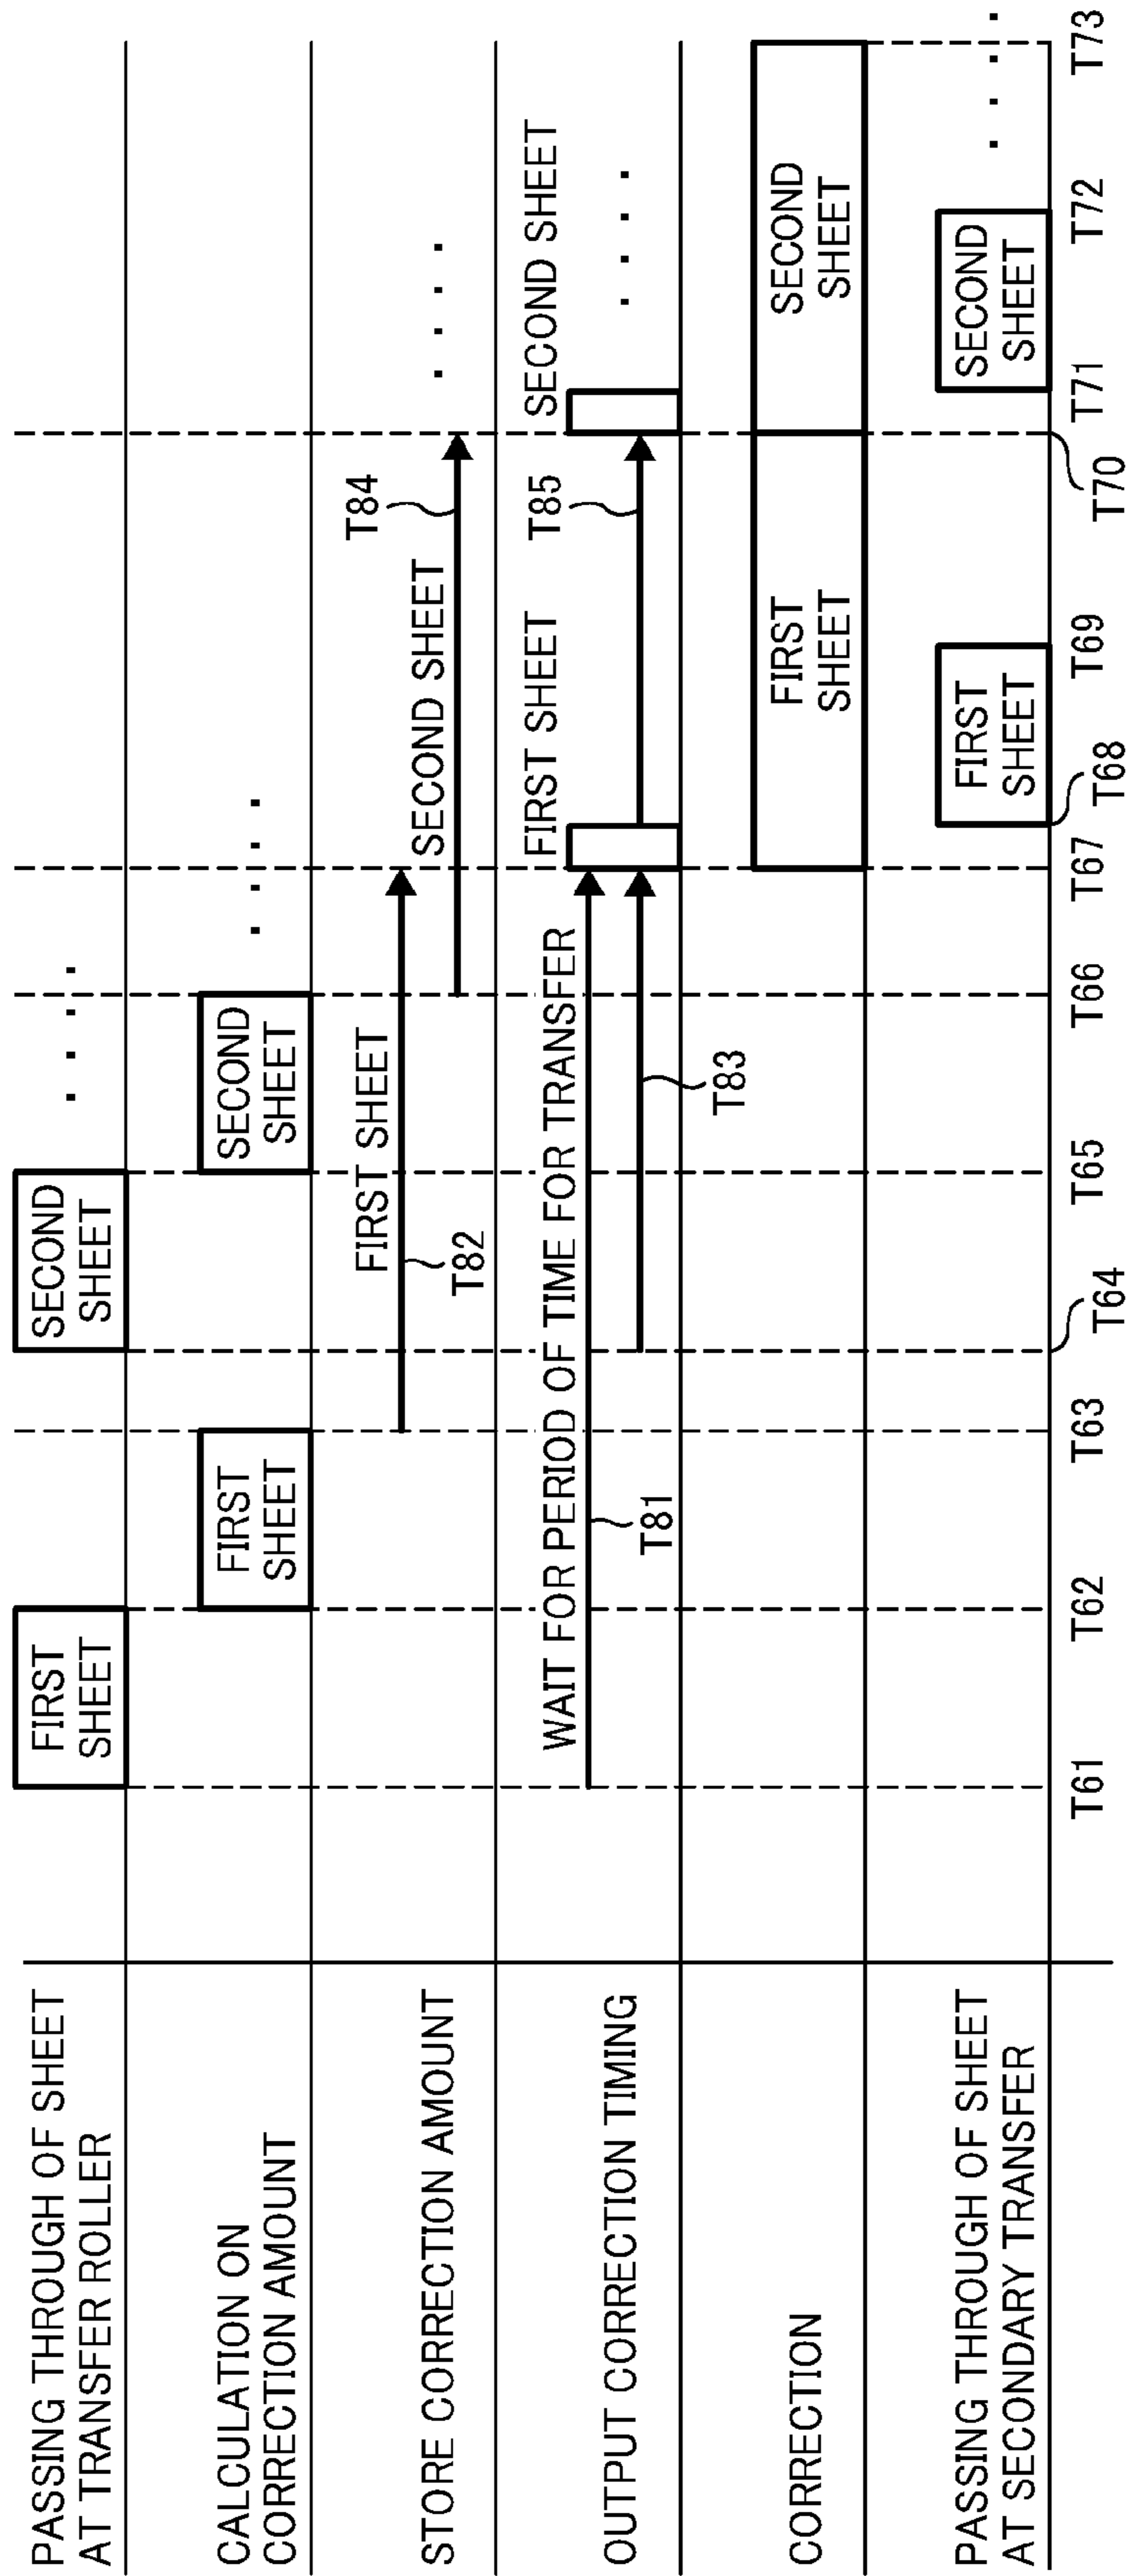 PASSING THROUGH OF SHEET
AT TRANSFER ROLLER
FIRST
SHEET
SECOND
SHEET
. . . .
CALCULATION ON
CORRECTION AMOUNT
FIRST
SHEET
SECOND
SHEET
. . . .
STORE CORRECTION AMOUNT
FIRST SHEET
T82
SECOND SHEET
T84
. . . .
OUTPUT CORRECTION TIMING
WAIT FOR PERIOD OF TIME FOR TRANSFER
T81
T83
FIRST SHEET
T85
SECOND SHEET
. . . .
CORRECTION
FIRST
SHEET
SECOND
SHEET
PASSING THROUGH OF SHEET
AT SECONDARY TRANSFER
FIRST
SHEET
SECOND
SHEET
. . . .
T61 T62 T63 T64 T65 T66 T67 T68 T69 T70 T71 T72 T73